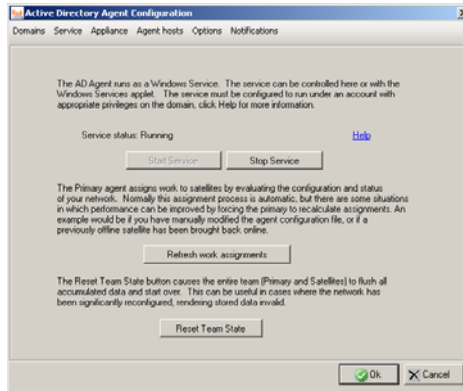 Active Directory Agent Configuration
Domains Service Appliance Agent hosts Options Notifications
The AD Agent runs as a Windows Service. The service can be controlled here or with the
Windows Services applet. The service must be configured to run under an account with
appropriate privileges on the domain, click Help for more information.
Service status: Running Help
Start Service Stop Service
The Primary agent assigns work to satellites by evaluating the configuration and status
of your network. Normally this assignment process is automatic, but there are some situations
in which performance can be improved by forcing the primary to recalculate assignments. An
example would be if you have manually modified the agent configuration file, or if a
previously offline satellite has been brought back online.
Refresh work assignments
The Reset Team State button causes the entire team (Primary and Satellites) to flush all
accumulated data and start over. This can be useful in cases where the network has
been significantly reconfigured, rendering stored data invalid.
Reset Team State
Ok Cancel